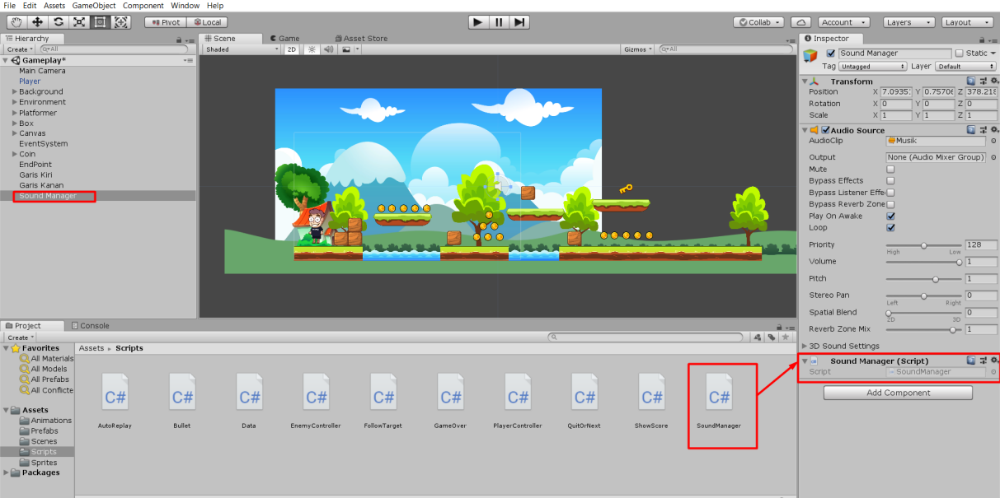 File Edit Assets GameObject Component Window Help
Pivot Local Collab Account Layers Layout
Hierarchy
Create All
Gameplay*
Main Camera
Player
Background
Environment
Platformer
Box
Canvas
EventSystem
Coin
EndPoint
Garis Kiri
Garis Kanan
Sound Manager
Scene Game Asset Store
Shaded 2D Gizmos All
Inspector
Sound Manager Static
Tag Untagged Layer Default
Transform
Position X 7.0935 Y 0.7570 Z 378.218
Rotation X 0 Y 0 Z 0
Scale X 1 Y 1 Z 1
Audio Source
AudioClip Musik
Output None (Audio Mixer Group)
Mute
Bypass Effects
Bypass Listener Effe
Bypass Reverb Zone
Play On Awake
Loop
Priority 128
High Low
Volume 1
Pitch 1
Stereo Pan 0
Left Right
Spatial Blend 0
2D 3D
Reverb Zone Mix 1
3D Sound Settings
Sound Manager (Script)
Script SoundManager
Add Component
Project Console
Create
Favorites
All Materials
All Models
All Prefabs
All Conflicte
Assets
Animations
Prefabs
Scenes
Scripts
Sprites
Packages
Assets Scripts
C# C# C# C# C# C# C# C# C# C#
AutoReplay Bullet Data EnemyController FollowTarget GameOver PlayerController QuitOrNext ShowScore SoundManager